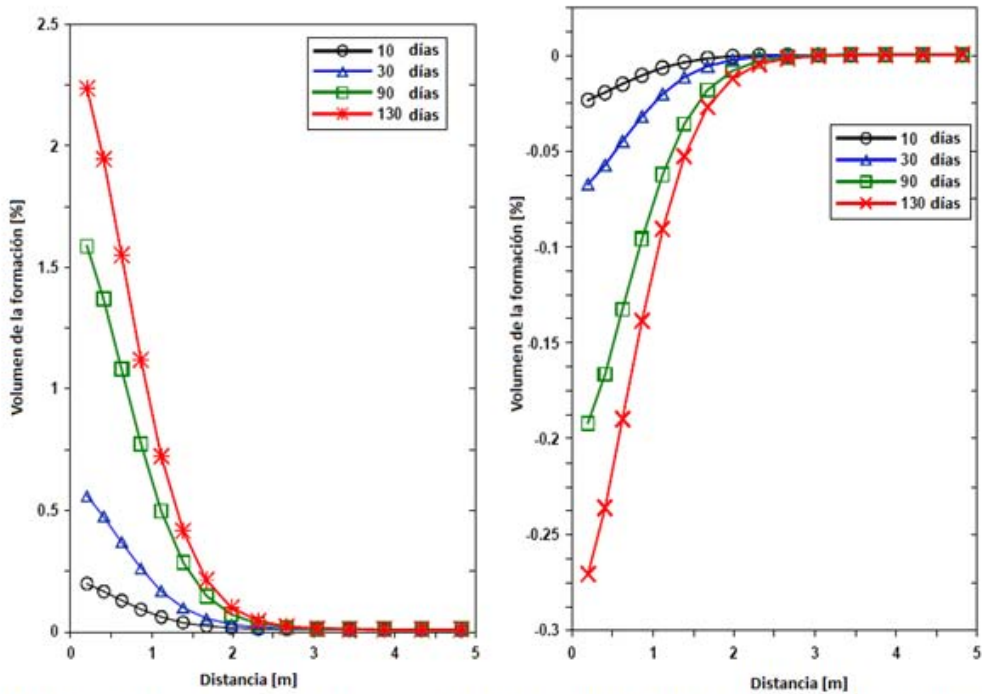 2.5
2
1.5
1
0.5
0
0
1
2
3
4
5
Volumen de la formación [%]
Distancia [m]
10 días
30 días
90 días
130 días
0
-0.05
-0.1
-0.15
-0.2
-0.25
-0.3
0
1
2
3
4
5
Volumen de la formación [%]
Distancia [m]
10 días
30 días
90 días
130 días